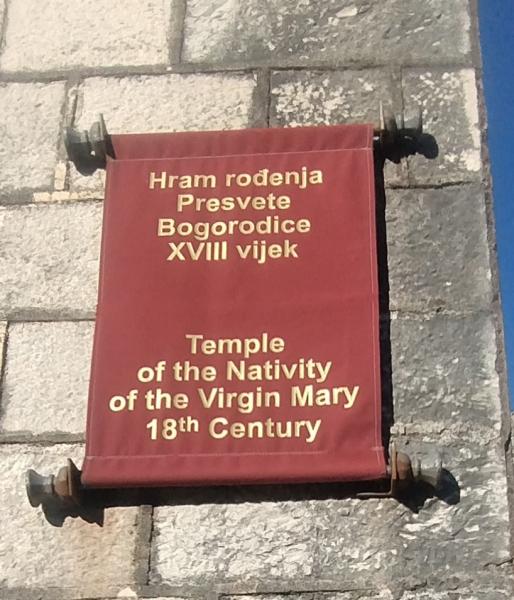 Hram rođenja
Presvete
Bogorodice
XVIII vijek
Temple
of the Nativity
of the Virgin Mary
18th Century